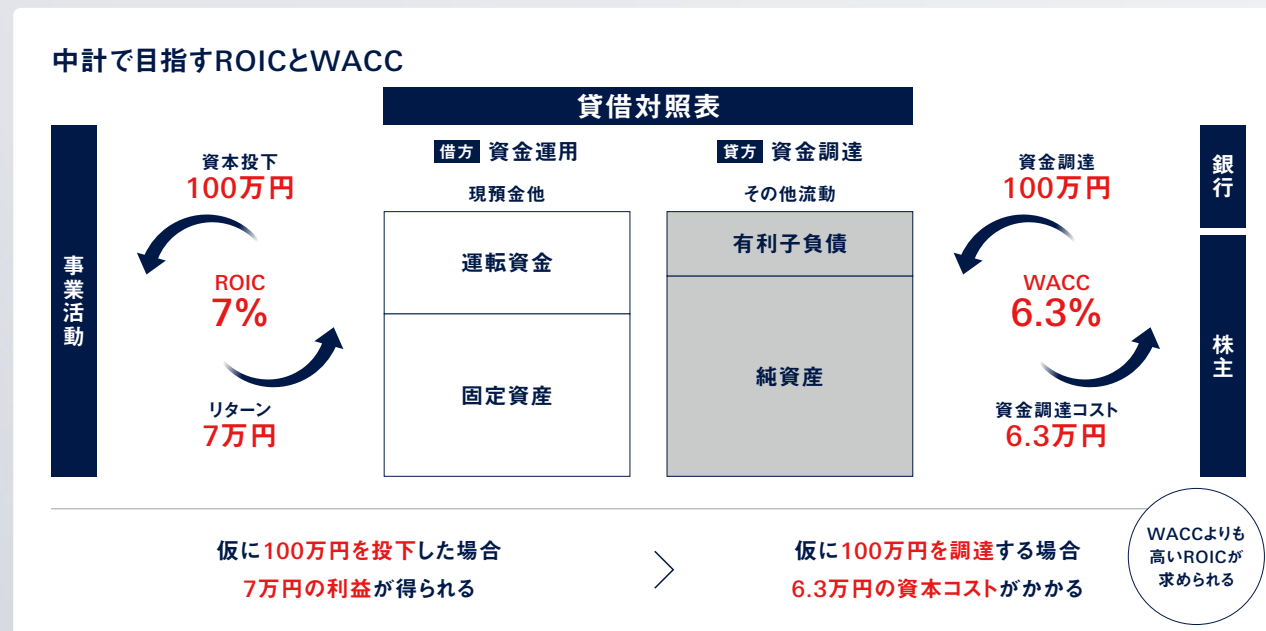 中計で目指すROICとWACC
貸借対照表
事業活動
資本投下
100万円
ROIC
7%
リターン
7万円
借方 資金運用
現預金他
運転資金
固定資産
貸方 資金調達
その他流動
有利子負債
純資産
資金調達
100万円
WACC
6.3%
資金調達コスト
6.3万円
銀行
株主
仮に100万円を投下した場合
7万円の利益が得られる
仮に100万円を調達する場合
6.3万円の資本コストがかかる
WACCよりも
高いROICが
求められる